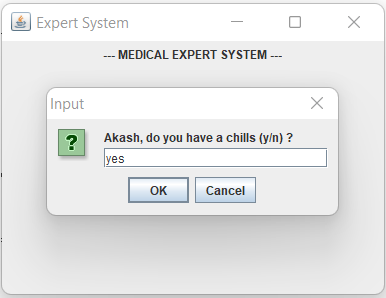 Expert System
--- MEDICAL EXPERT SYSTEM ---
Input
Akash, do you have a chills (y/n) ?
yes
OK Cancel